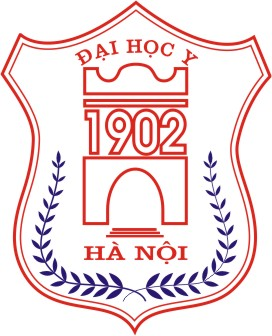 ĐẠI HỌC Y
1902
HÀ NỘI